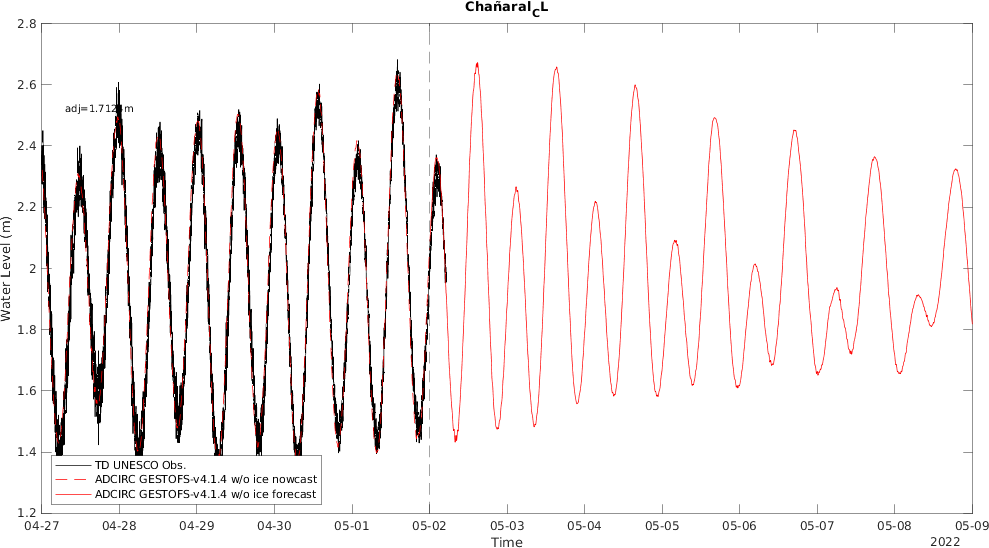 Chañaral_CL
2.8
2.6
adj=1.7124m
2.4
2.2
2
1.8
1.6
1.4
1.2
Water Level (m)
TD UNESCO Obs.
ADCIRC GESTOFS-v4.1.4 w/o ice nowcast
ADCIRC GESTOFS-v4.1.4 w/o ice forecast
04-27 04-28 04-29 04-30 05-01 05-02 05-03 05-04 05-05 05-06 05-07 05-08 05-09
Time
2022